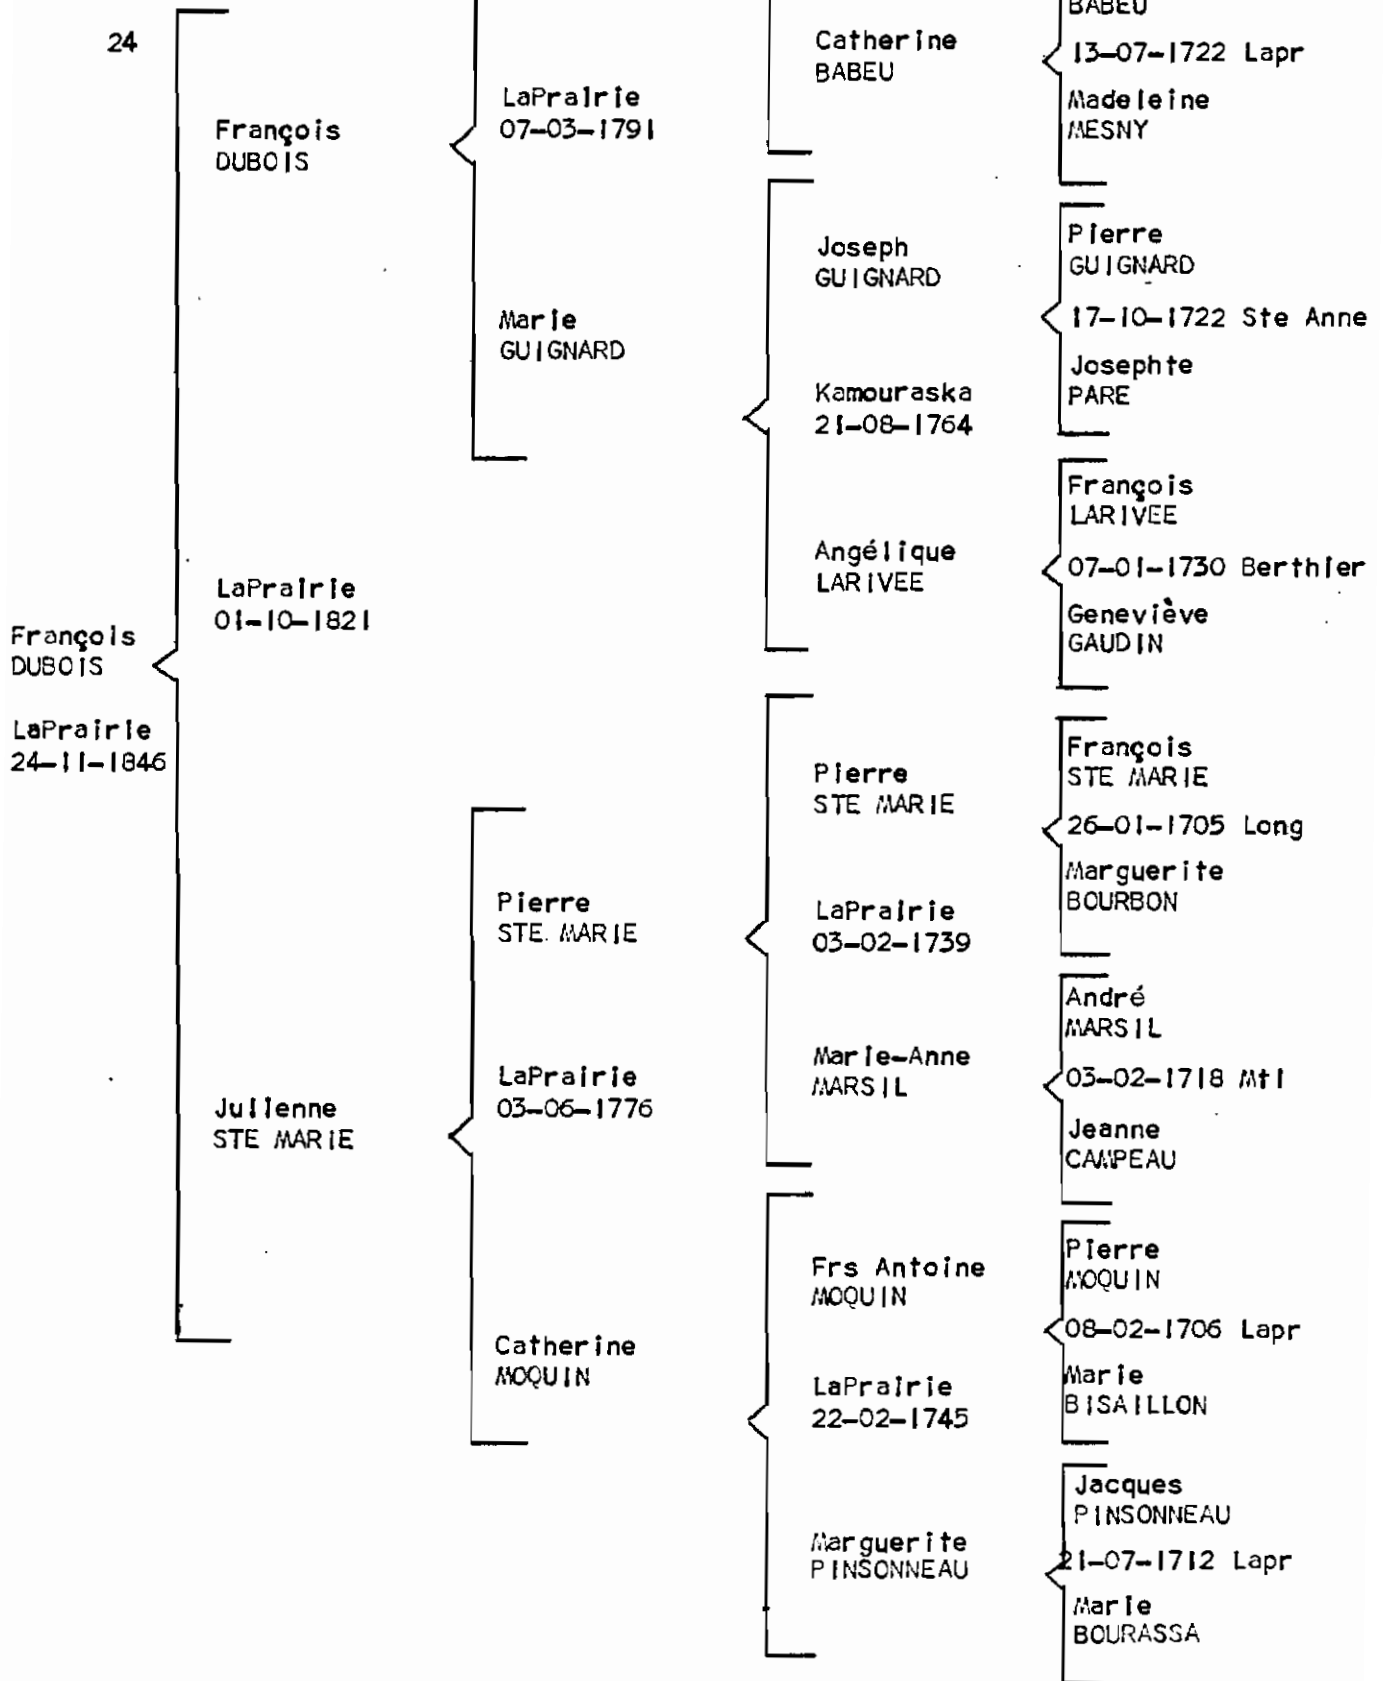 24
François
DUBOIS
LaPrairie
24-11-1846
François
DUBOIS
LaPrairie
01-10-1821
Julienne
STE MARIE
LaPrairie
07-03-1791
Marie
GUIGNARD
Pierre
STE. MARIE
LaPrairie
03-06-1776
Catherine
MOQUIN
Catherine
BABEU
Joseph
GUIGNARD
Kamouraska
21-08-1764
Angélique
LARIVEE
Pierre
STE MARIE
LaPrairie
03-02-1739
Marie-Anne
MARSIL
Frs Antoine
MOQUIN
LaPrairie
22-02-1745
Marguerite
PINSONNEAU
BABEU
13-07-1722 Lapr
Madeleine
MESNY
Pierre
GUIGNARD
17-10-1722 Ste Anne
Josephte
PARE
François
LARIVEE
07-01-1730 Berthier
Geneviève
GAUDIN
François
STE MARIE
26-01-1705 Long
Marguerite
BOURBON
André
MARSIL
03-02-1718 Mtl
Jeanne
CAMPEAU
Pierre
MOQUIN
08-02-1706 Lapr
Marie
BISAILLON
Jacques
PINSONNEAU
21-07-1712 Lapr
Marie
BOURASSA